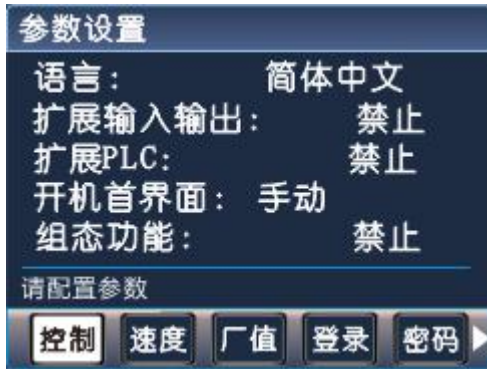 参数设置
语言: 简体中文
扩展输入输出: 禁止
扩展PLC: 禁止
开机首界面: 手动
组态功能: 禁止
请配置参数
控制 速度 厂值 登录 密码